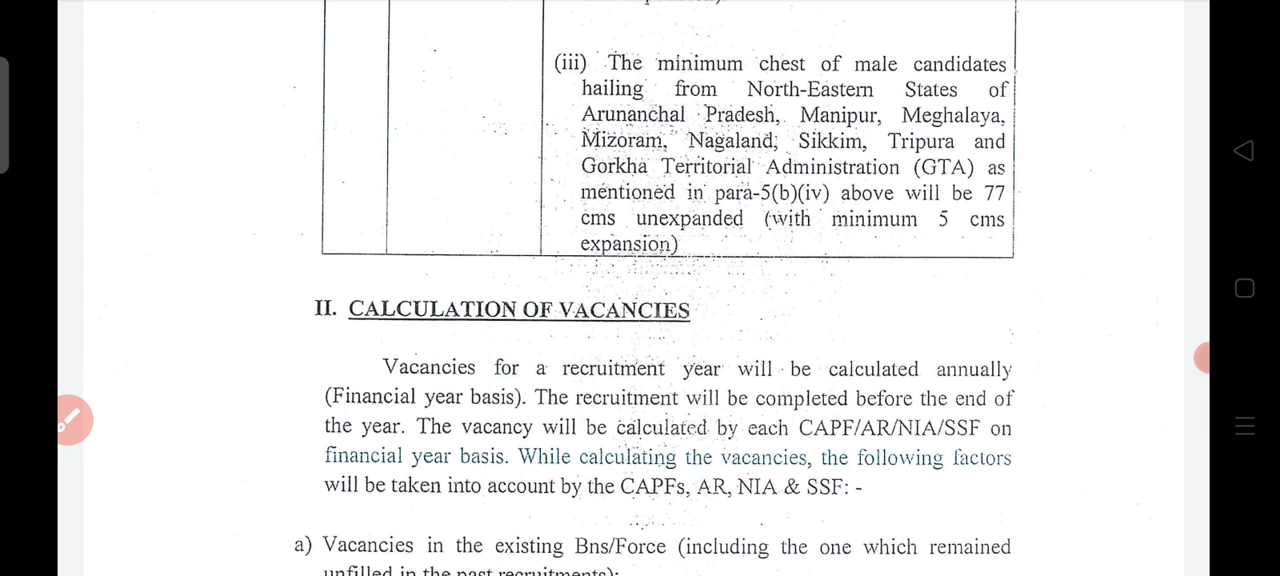 (iii) The minimum chest of male candidates
hailing from North-Eastern States of
Arunanchal Pradesh, Manipur, Meghalaya,
Mizoram, Nagaland, Sikkim, Tripura and
Gorkha Territorial Administration (GTA) as
mentioned in para-5(b)(iv) above will be 77
cms unexpanded (with minimum 5 cms
expansion)
II. CALCULATION OF VACANCIES
Vacancies for a recruitment year will be calculated annually
(Financial year basis). The recruitment will be completed before the end of
the year. The vacancy will be calculated by each CAPF/AR/NIA/SSF on
financial year basis. While calculating the vacancies, the following factors
will be taken into account by the CAPFs, AR, NIA & SSF: -
a) Vacancies in the existing Bns/Force (including the one which remained
unfilled in the past recruitments);